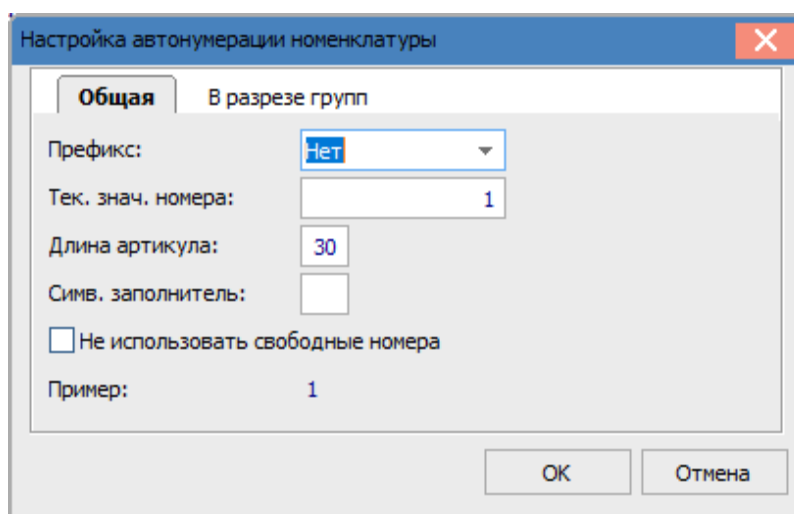 Настройка автонумерации номенклатуры
Общая В разрезе групп
Префикс: Нет
Тек. знач. номера: 1
Длина артикула: 30
Симв. заполнитель:
Не использовать свободные номера
Пример: 1
OK Отмена